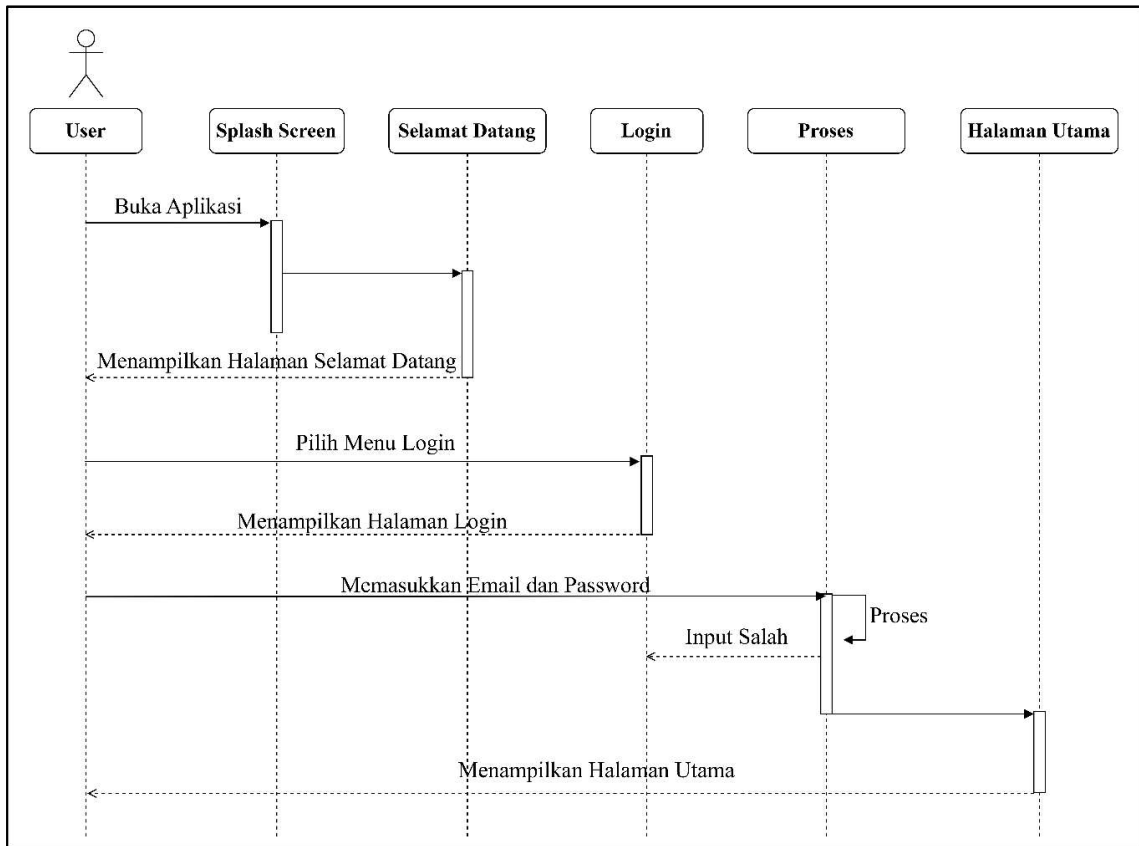 User
Splash Screen
Selamat Datang
Login
Proses
Halaman Utama
Buka Aplikasi
Menampilkan Halaman Selamat Datang
Pilih Menu Login
Menampilkan Halaman Login
Memasukkan Email dan Password
Proses
Input Salah
Menampilkan Halaman Utama